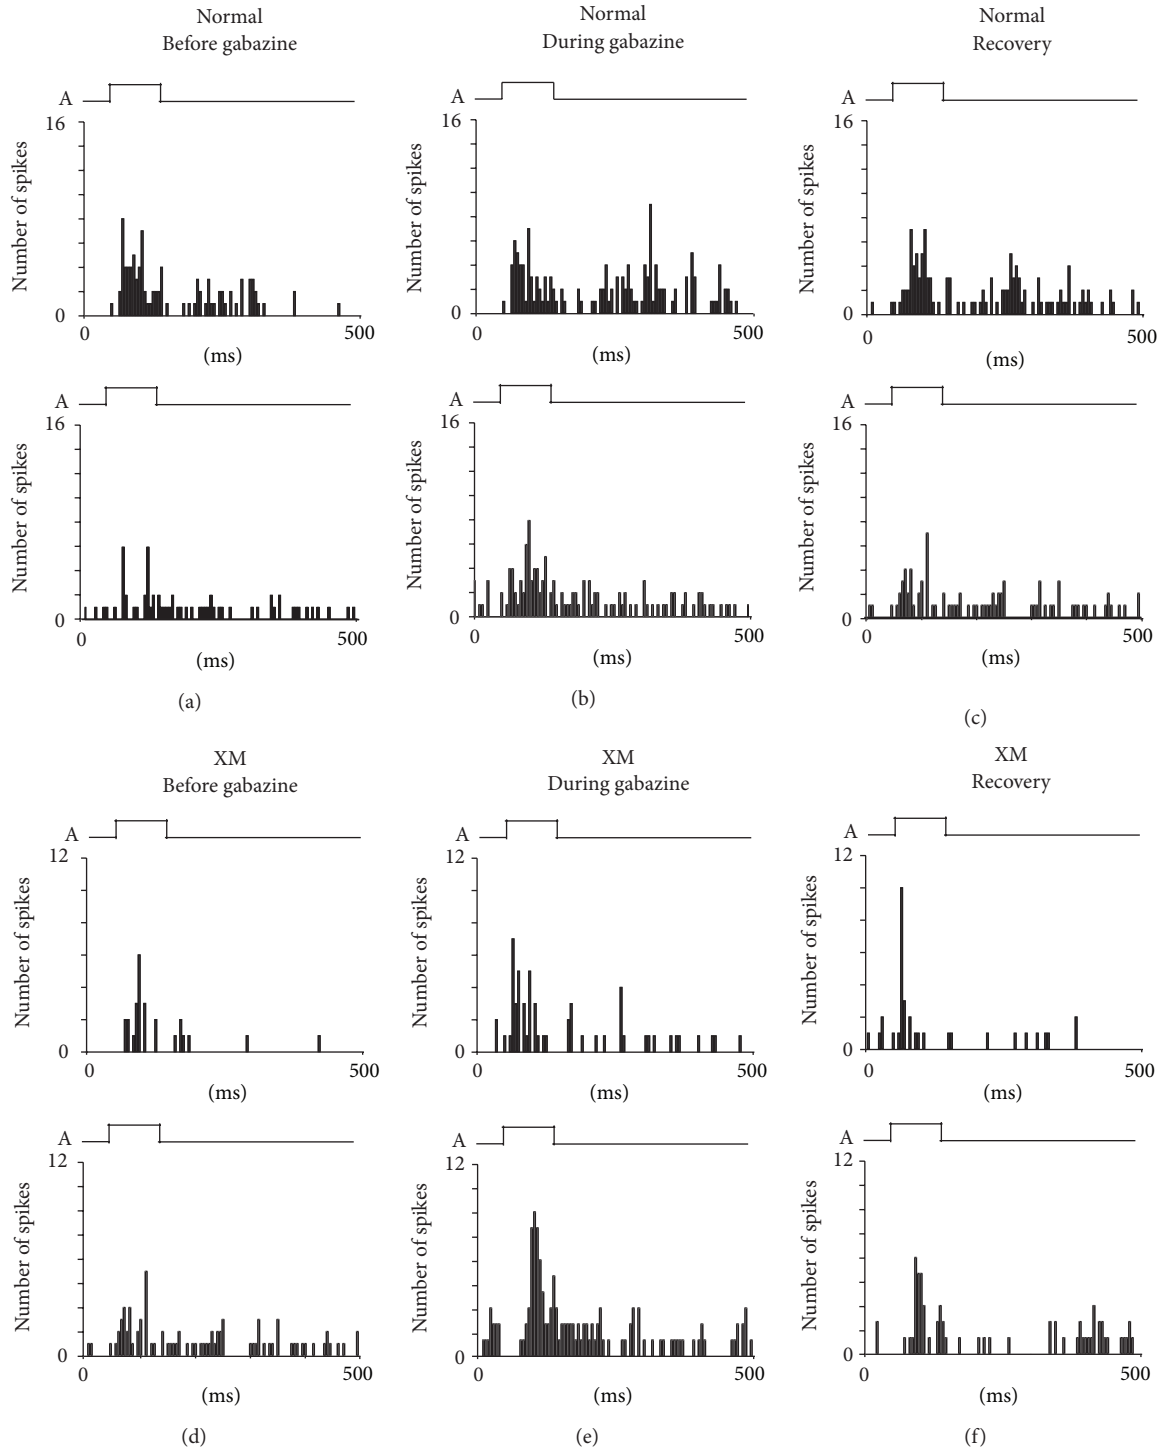 Normal
Before gabazine
Normal
During gabazine
Normal
Recovery
A
A
A
16
16
16
Number of spikes
Number of spikes
Number of spikes
0
0
0
0
500
0
500
0
500
(ms)
(ms)
(ms)
A
A
A
16
16
16
Number of spikes
Number of spikes
Number of spikes
0
0
0
0
500
0
500
0
500
(ms)
(ms)
(ms)
(a)
(b)
(c)
XM
Before gabazine
XM
During gabazine
XM
Recovery
A
A
A
12
12
12
Number of spikes
Number of spikes
Number of spikes
0
0
0
0
500
0
500
0
500
(ms)
(ms)
(ms)
A
A
A
12
12
12
Number of spikes
Number of spikes
Number of spikes
0
0
0
0
500
0
500
0
500
(ms)
(ms)
(ms)
(d)
(e)
(f)